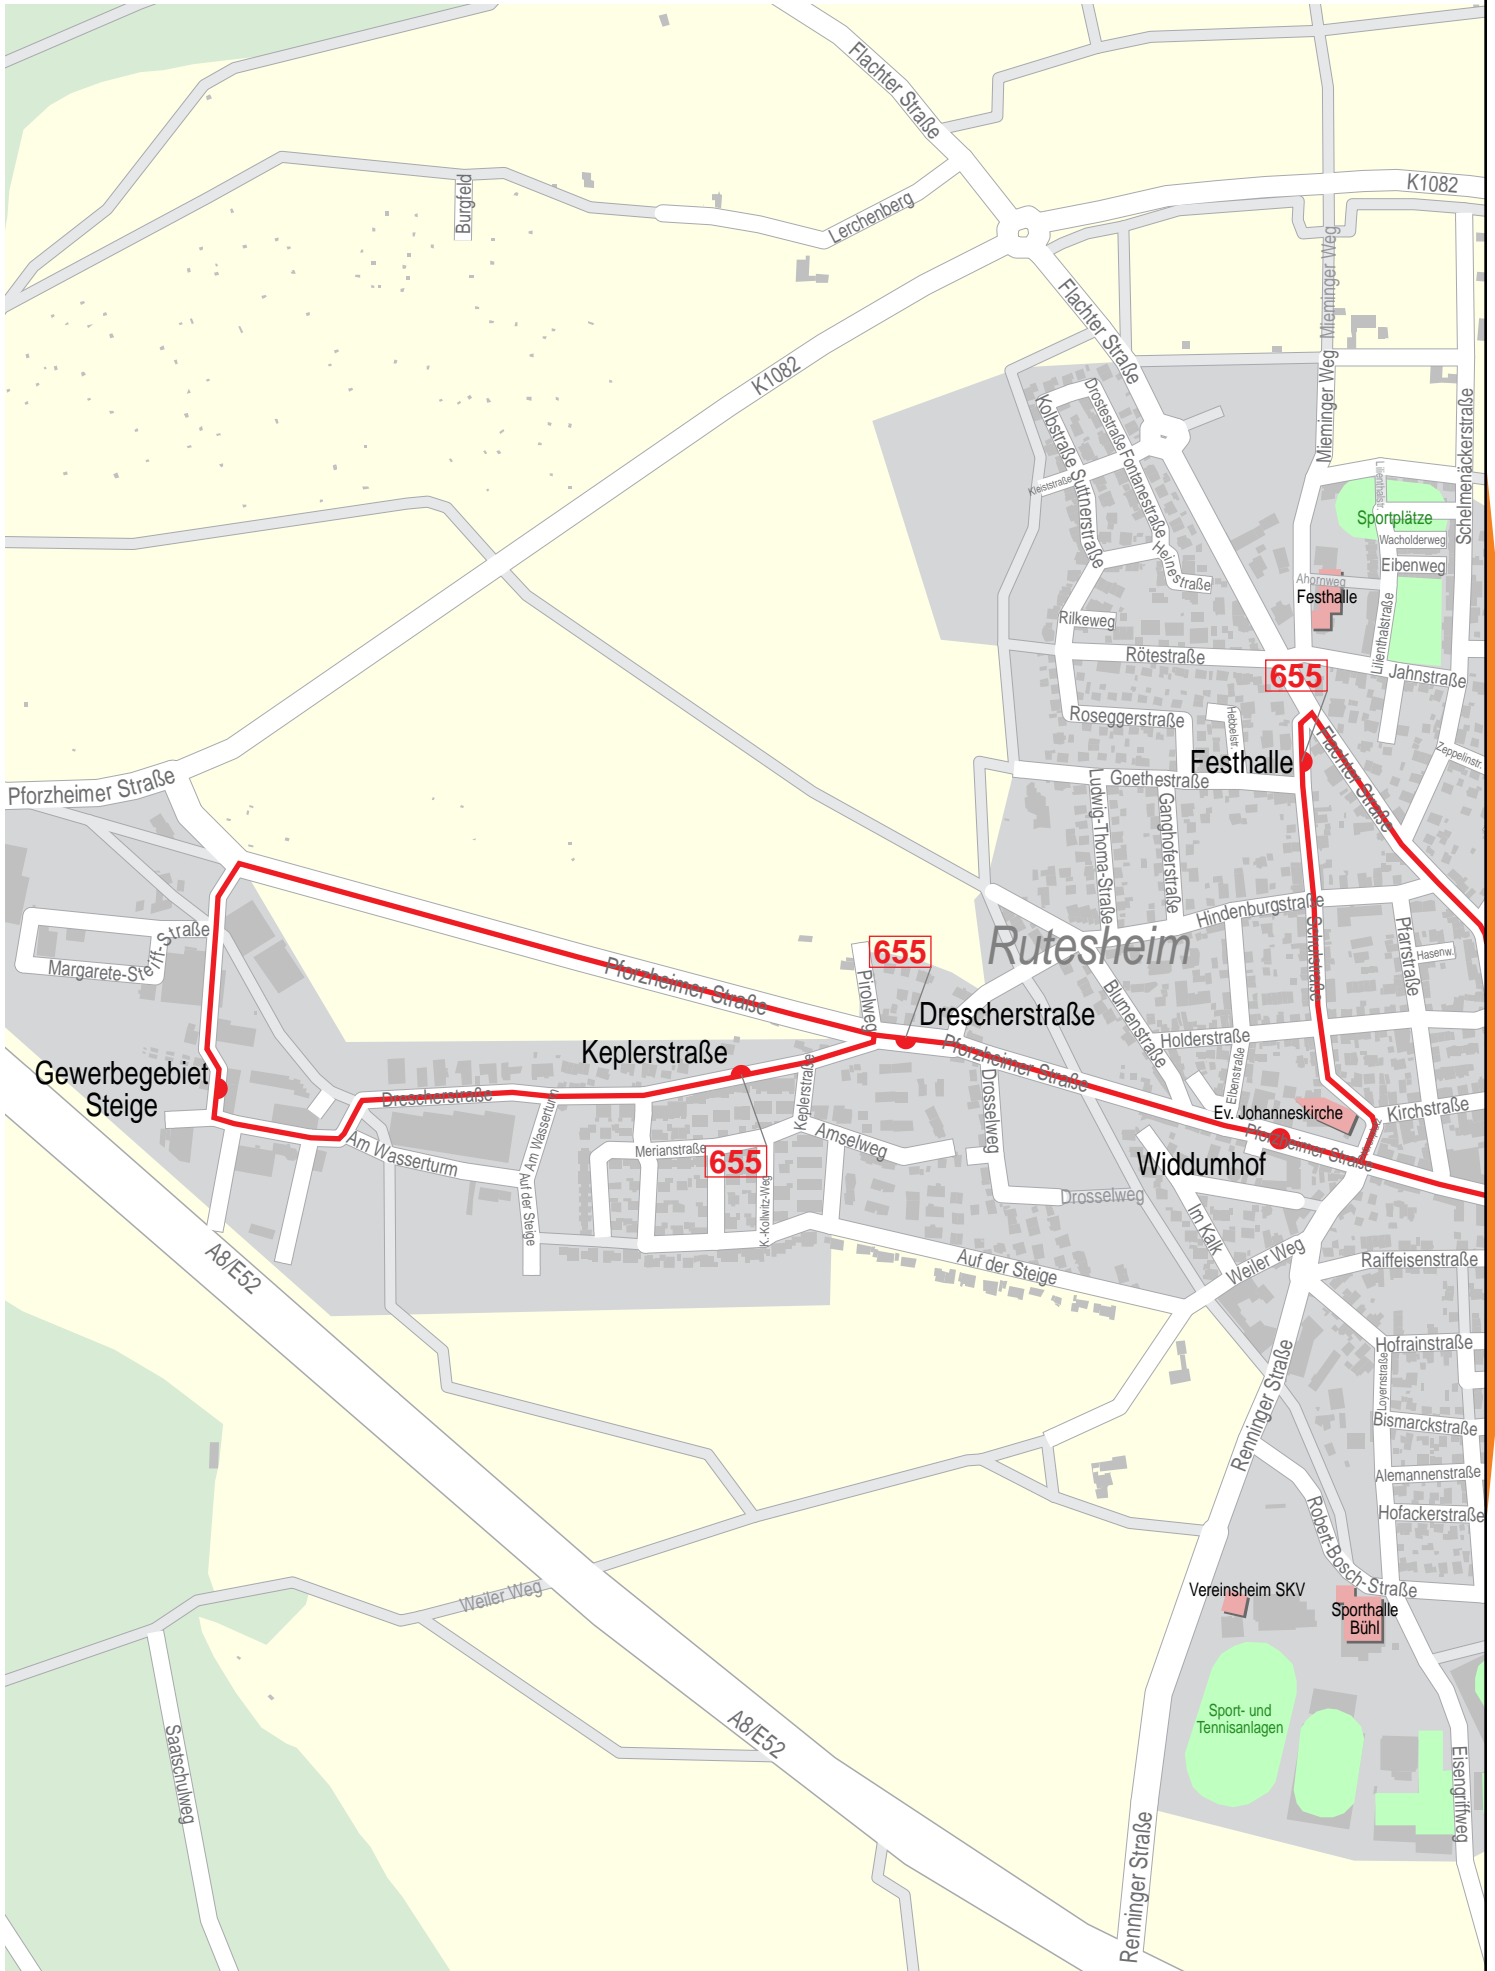 Flachter Straße
K1082
Burgfeld
Lerchenberg
Mieminger Weg
Flachter Straße
K1082
Mieminger Weg
Drostestraße
Kolbstraße
Schelmenäckerstraße
Fontanestraße
Kleiststraße
Suttnerstraße
Lilienthalstr.
Sportplätze
Wacholderweg
Heinestraße
Eibenweg
Ahornweg
Festhalle
Rilkeweg
Lilienthalstraße
Rötestraße
655
Jahnstraße
Roseggerstraße
Hebbelstr.
Flachter Straße
Zeppelinstr.
Festhalle
Pforzheimer Straße
Goethestraße
Ludwig-Thoma-Straße
Ganghoferstraße
Hindenburgstraße
Margarete-Steiff-Straße
Rutesheim
655
Schulstraße
Pfarrstraße
Hasenw.
Pforzheimer Straße
Pirolweg
Blumenstraße
Drescherstraße
Holderstraße
Keplerstraße
Pforzheimer Straße
Gewerbegebiet
Steige
Drescherstraße
Am Wasserturm
Keplerstraße
Drosselweg
Elbenstraße
Ev. Johanneskirche
Kirchstraße
Am Wasserturm
Merianstraße
Amselweg
Pforzheimer Straße
655
Widdumhof
Auf der Steige
K.-Kollwitz-Weg
Drosselweg
Im Kalk
A8/E52
Auf der Steige
Weiler Weg
Raiffeisenstraße
Hofrainstraße
Renninger Straße
Loyernstraße
Bismarckstraße
Alemannenstraße
Hofackerstraße
Robert-Bosch-Straße
Weiler Weg
Vereinsheim SKV
Sporthalle
Bühl
Saatschulweg
A8/E52
Sport- und
Tennisanlagen
Eisengriffweg
Renninger Straße